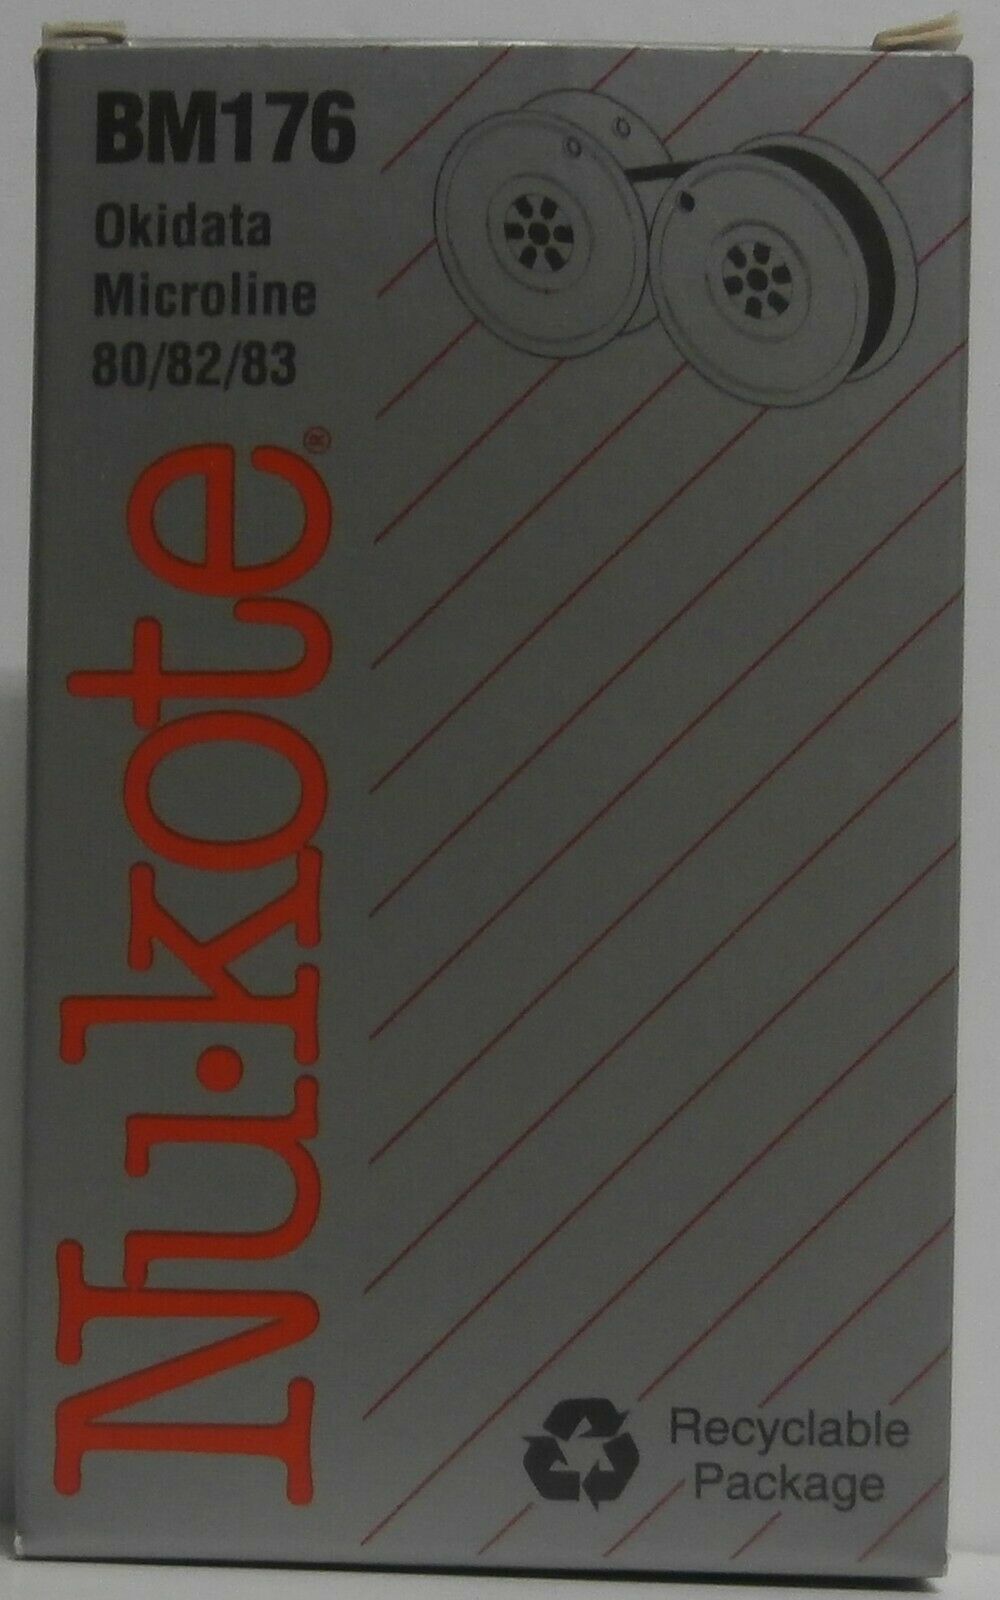 BM176
Okidata
Microline
80/82/83
Nu·kote®
Recyclable
Package